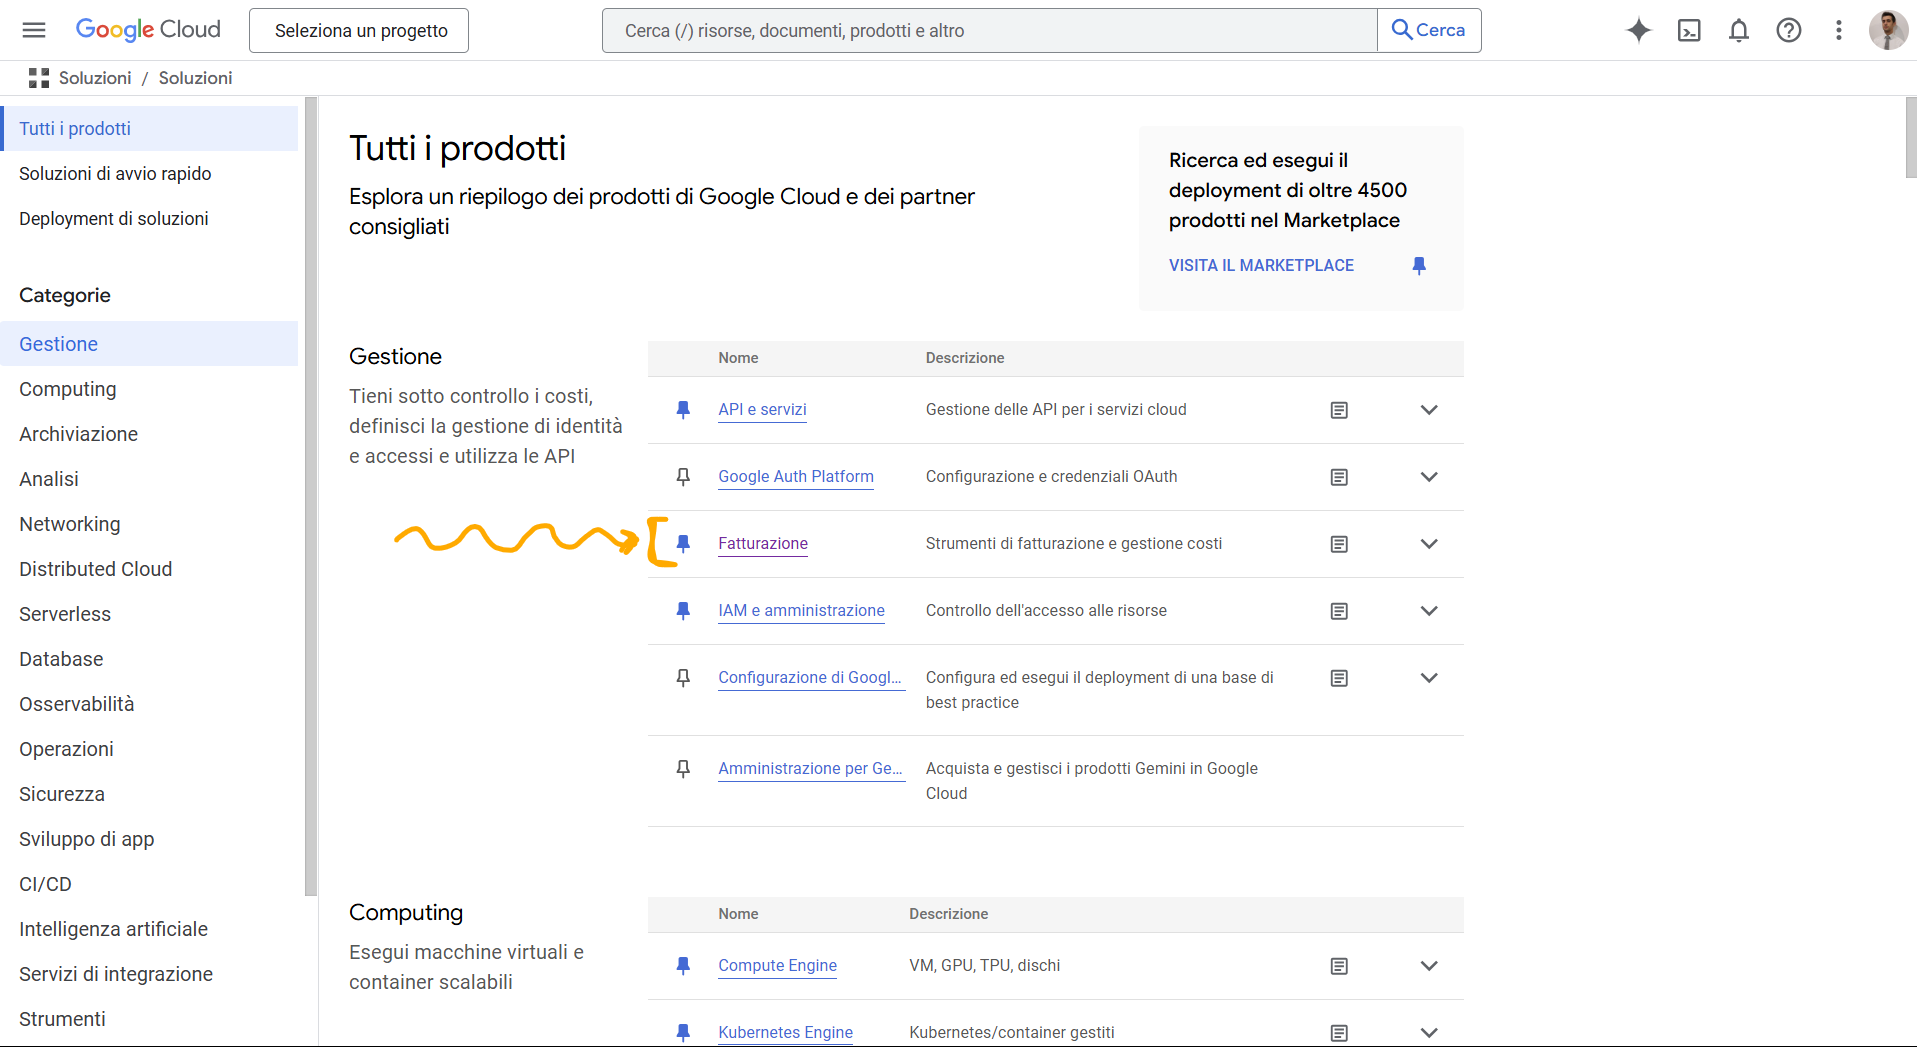 Google Cloud
Seleziona un progetto
Cerca (/) risorse, documenti, prodotti e altro
Cerca
Soluzioni / Soluzioni
Tutti i prodotti
Soluzioni di avvio rapido
Deployment di soluzioni
Categorie
Gestione
Computing
Archiviazione
Analisi
Networking
Distributed Cloud
Serverless
Database
Osservabilità
Operazioni
Sicurezza
Sviluppo di app
CI/CD
Intelligenza artificiale
Servizi di integrazione
Strumenti
Tutti i prodotti
Esplora un riepilogo dei prodotti di Google Cloud e dei partner
consigliati
Ricerca ed esegui il
deployment di oltre 4500
prodotti nel Marketplace
VISITA IL MARKETPLACE
Gestione
Tieni sotto controllo i costi,
definisci la gestione di identità
e accessi e utilizza le API
Nome Descrizione
API e servizi Gestione delle API per i servizi cloud
Google Auth Platform Configurazione e credenziali OAuth
Fatturazione Strumenti di fatturazione e gestione costi
IAM e amministrazione Controllo dell'accesso alle risorse
Configurazione di Googl... Configura ed esegui il deployment di una base di
best practice
Amministrazione per Ge... Acquista e gestisci i prodotti Gemini in Google
Cloud
Computing
Esegui macchine virtuali e
container scalabili
Nome Descrizione
Compute Engine VM, GPU, TPU, dischi
Kubernetes Engine Kubernetes/container gestiti